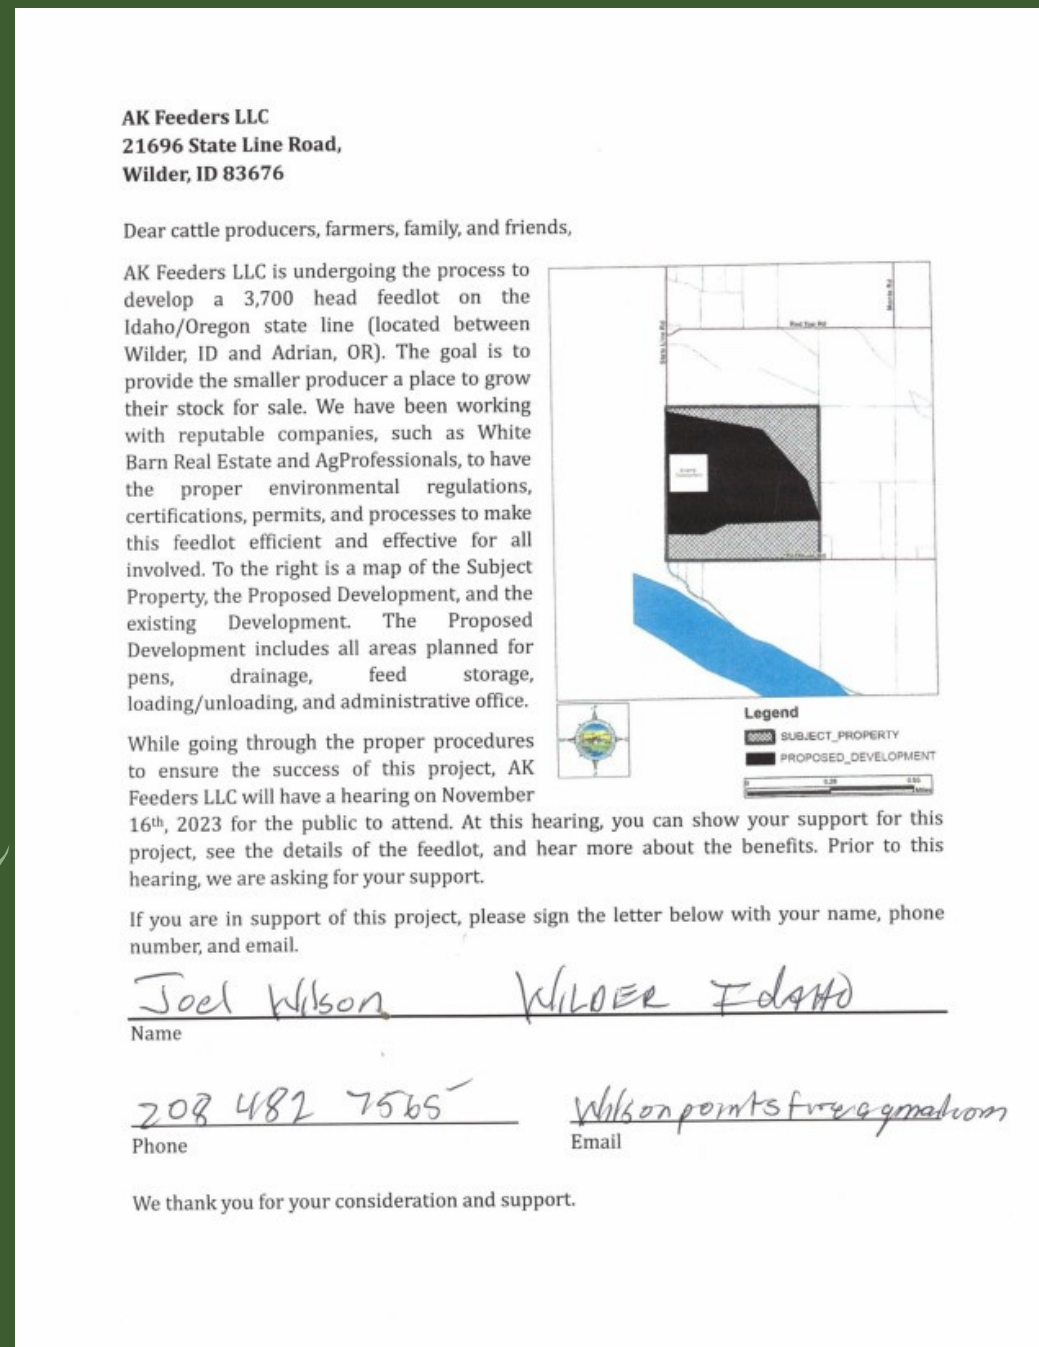 AK Feeders LLC
21696 State Line Road,
Wilder, ID 83676
Dear cattle producers, farmers, family, and friends,
AK Feeders LLC is undergoing the process to
develop a 3,700 head feedlot on the
Idaho/Oregon state line (located between
Wilder, ID and Adrian, OR). The goal is to
provide the smaller producer a place to grow
their stock for sale. We have been working
with reputable companies, such as White
Barn Real Estate and AgProfessionals, to have
the proper environmental regulations,
certifications, permits, and processes to make
this feedlot efficient and effective for all
involved. To the right is a map of the Subject
Property, the Proposed Development, and the
existing Development. The Proposed
Development includes all areas planned for
pens, drainage, feed storage,
loading/unloading, and administrative office.
State Line Rd
Red Top Rd
Legend
SUBJECT_PROPERTY
PROPOSED_DEVELOPMENT
Miles
While going through the proper procedures
to ensure the success of this project, AK
Feeders LLC will have a hearing on November
16th, 2023 for the public to attend. At this hearing, you can show your support for this
project, see the details of the feedlot, and hear more about the benefits. Prior to this
hearing, we are asking for your support.
If you are in support of this project, please sign the letter below with your name, phone
number, and email.
Joel Wilson WILDER IDAHO
Name
208 482 7565
Phone
Email
We thank you for your consideration and support.